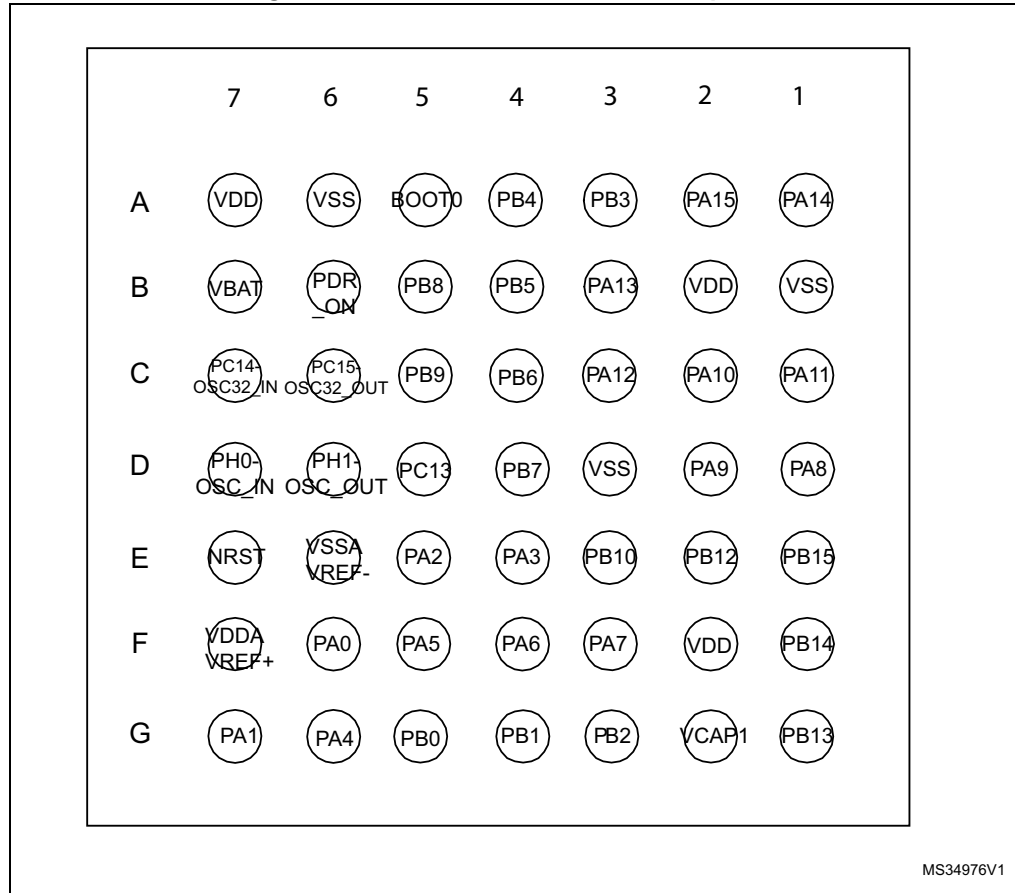 7 6 5 4 3 2 1
A VDD VSS BOOT0 PB4 PB3 PA15 PA14
B VBAT PDR _ON PB8 PB5 PA13 VDD VSS
C PC14- OSC32_IN PC15- OSC32_OUT PB9 PB6 PA12 PA10 PA11
D PH0- OSC_IN PH1- OSC_OUT PC13 PB7 VSS PA9 PA8
E NRST VSSA VREF- PA2 PA3 PB10 PB12 PB15
F VDDA VREF+ PA0 PA5 PA6 PA7 VDD PB14
G PA1 PA4 PB0 PB1 PB2 VCAP1 PB13
MS34976V1